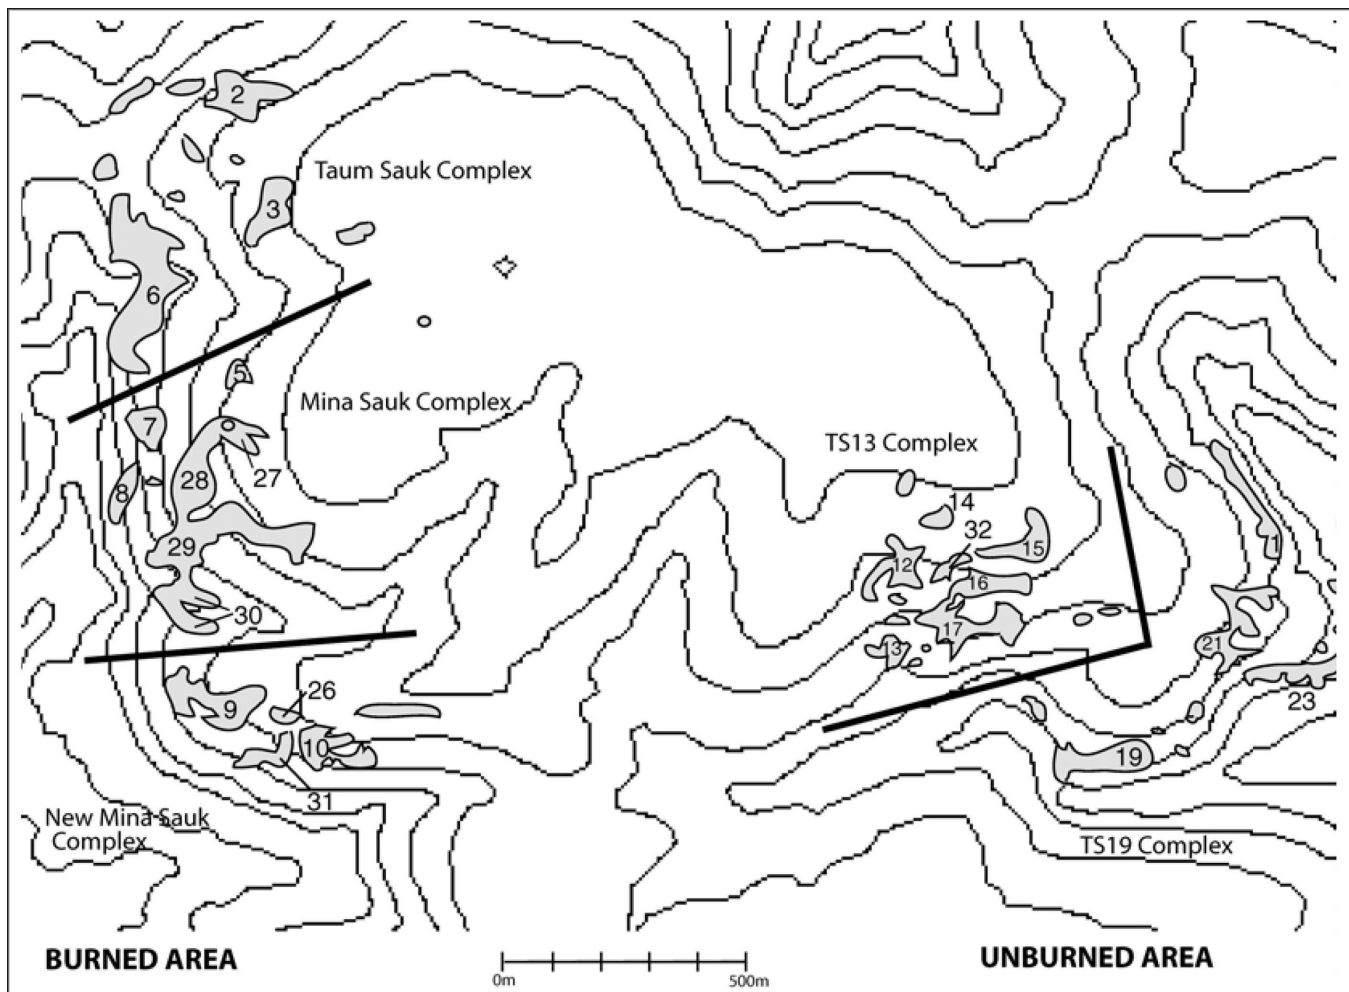 2
Taum Sauk Complex
3
6
5
Mina Sauk Complex
7
TS13 Complex
27
28
8
14
32
15
1
29
12
16
30
17
21
13
23
26
9
10
19
31
New Mina Sauk
Complex
TS19 Complex
BURNED AREA
UNBURNED AREA
0m
500m